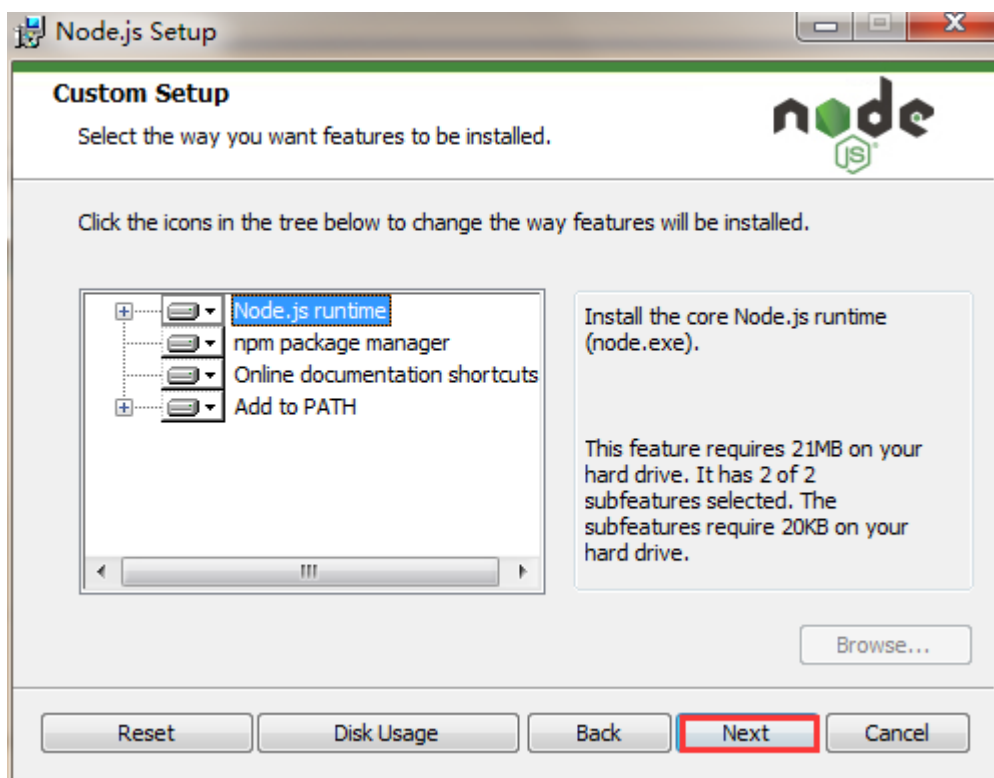 Node.js Setup
Custom Setup
Select the way you want features to be installed.
node
JS
Click the icons in the tree below to change the way features will be installed.
Node.js runtime
npm package manager
Online documentation shortcuts
Add to PATH
Install the core Node.js runtime
(node.exe).
This feature requires 21MB on your
hard drive. It has 2 of 2
subfeatures selected. The
subfeatures require 20KB on your
hard drive.
Browse...
Reset
Disk Usage
Back
Next
Cancel